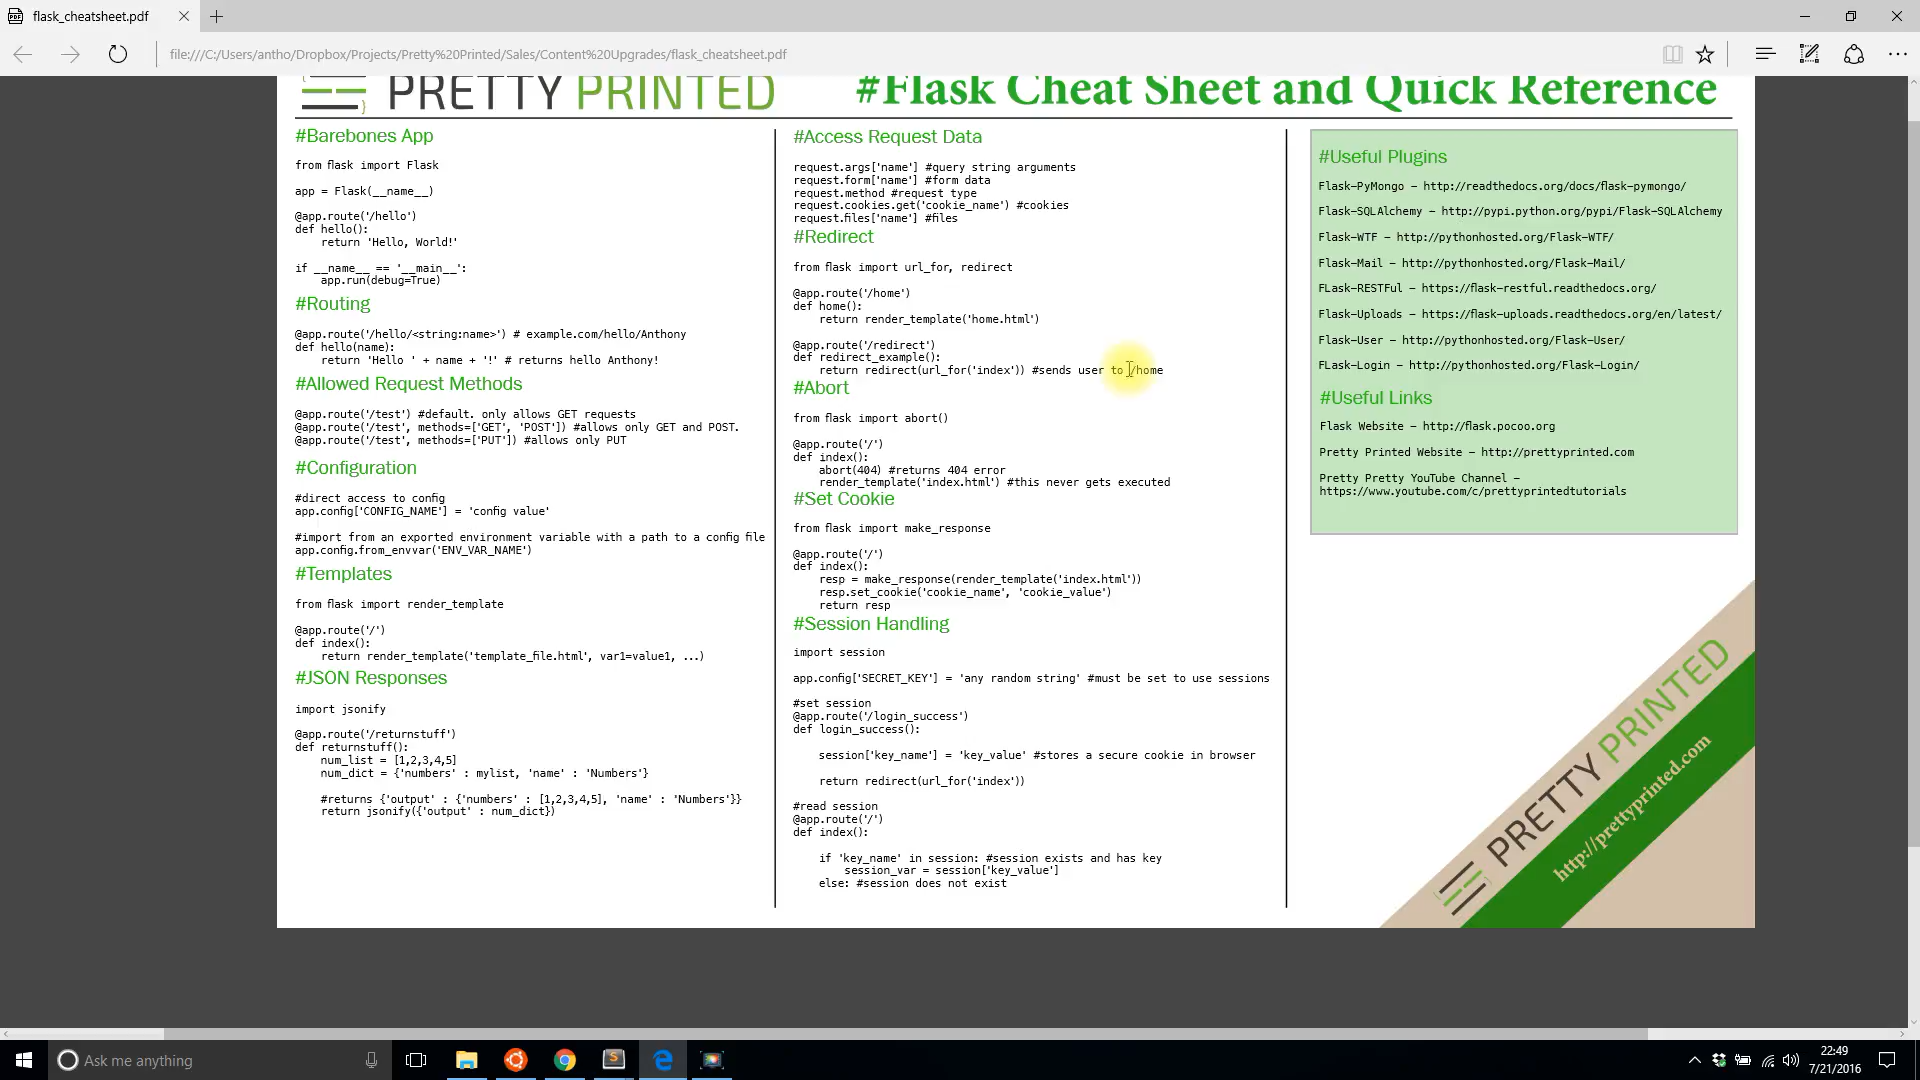 flask_cheatsheet.pdf
file:///C:/Users/antho/Dropbox/Projects/Pretty%20Printed/Sales/Content%20Upgrades/flask_cheatsheet.pdf
PRETTY PRINTED
#Flask Cheat Sheet and Quick Reference
#Barebones App
from flask import Flask
app = Flask(__name__)
@app.route('/hello')
def hello():
    return 'Hello, World!'
if __name__ == '__main__':
    app.run(debug=True)
#Routing
@app.route('/hello/<string:name>') # example.com/hello/Anthony
def hello(name):
    return 'Hello ' + name + '!' # returns hello Anthony!
#Allowed Request Methods
@app.route('/test') #default. only allows GET requests
@app.route('/test', methods=['GET', 'POST']) #allows only GET and POST.
@app.route('/test', methods=['PUT']) #allows only PUT
#Configuration
#direct access to config
app.config['CONFIG_NAME'] = 'config value'
#import from an exported environment variable with a path to a config file
app.config.from_envvar('ENV_VAR_NAME')
#Templates
from flask import render_template
@app.route('/')
def index():
    return render_template('template_file.html', var1=value1, ...)
#JSON Responses
import jsonify
@app.route('/returnstuff')
def returnstuff():
    num_list = [1,2,3,4,5]
    num_dict = {'numbers' : mylist, 'name' : 'Numbers'}
    #returns {'output' : {'numbers' : [1,2,3,4,5], 'name' : 'Numbers'}}
    return jsonify({'output' : num_dict})
#Access Request Data
request.args['name'] #query string arguments
request.form['name'] #form data
request.method #request type
request.cookies.get('cookie_name') #cookies
request.files['name'] #files
#Redirect
from flask import url_for, redirect
@app.route('/home')
def home():
    return render_template('home.html')
@app.route('/redirect')
def redirect_example():
    return redirect(url_for('index')) #sends user to /home
#Abort
from flask import abort()
@app.route('/')
def index():
    abort(404) #returns 404 error
    render_template('index.html') #this never gets executed
#Set Cookie
from flask import make_response
@app.route('/')
def index():
    resp = make_response(render_template('index.html'))
    resp.set_cookie('cookie_name', 'cookie_value')
    return resp
#Session Handling
import session
app.config['SECRET_KEY'] = 'any random string' #must be set to use sessions
#set session
@app.route('/login_success')
def login_success():
    session['key_name'] = 'key_value' #stores a secure cookie in browser
    return redirect(url_for('index'))
#read session
@app.route('/')
def index():
    if 'key_name' in session: #session exists and has key
        session_var = session['key_value']
    else: #session does not exist
#Useful Plugins
Flask-PyMongo - http://readthedocs.org/docs/flask-pymongo/
Flask-SQLAlchemy - http://pypi.python.org/pypi/Flask-SQLAlchemy
Flask-WTF - http://pythonhosted.org/Flask-WTF/
Flask-Mail - http://pythonhosted.org/Flask-Mail/
FLask-RESTFul - https://flask-restful.readthedocs.org/
Flask-Uploads - https://flask-uploads.readthedocs.org/en/latest/
Flask-User - http://pythonhosted.org/Flask-User/
FLask-Login - http://pythonhosted.org/Flask-Login/
#Useful Links
Flask Website - http://flask.pocoo.org
Pretty Printed Website - http://prettyprinted.com
Pretty Pretty YouTube Channel -
https://www.youtube.com/c/prettyprintedtutorials
PRETTY PRINTED
http://prettyprinted.com
Ask me anything
22:49
7/21/2016